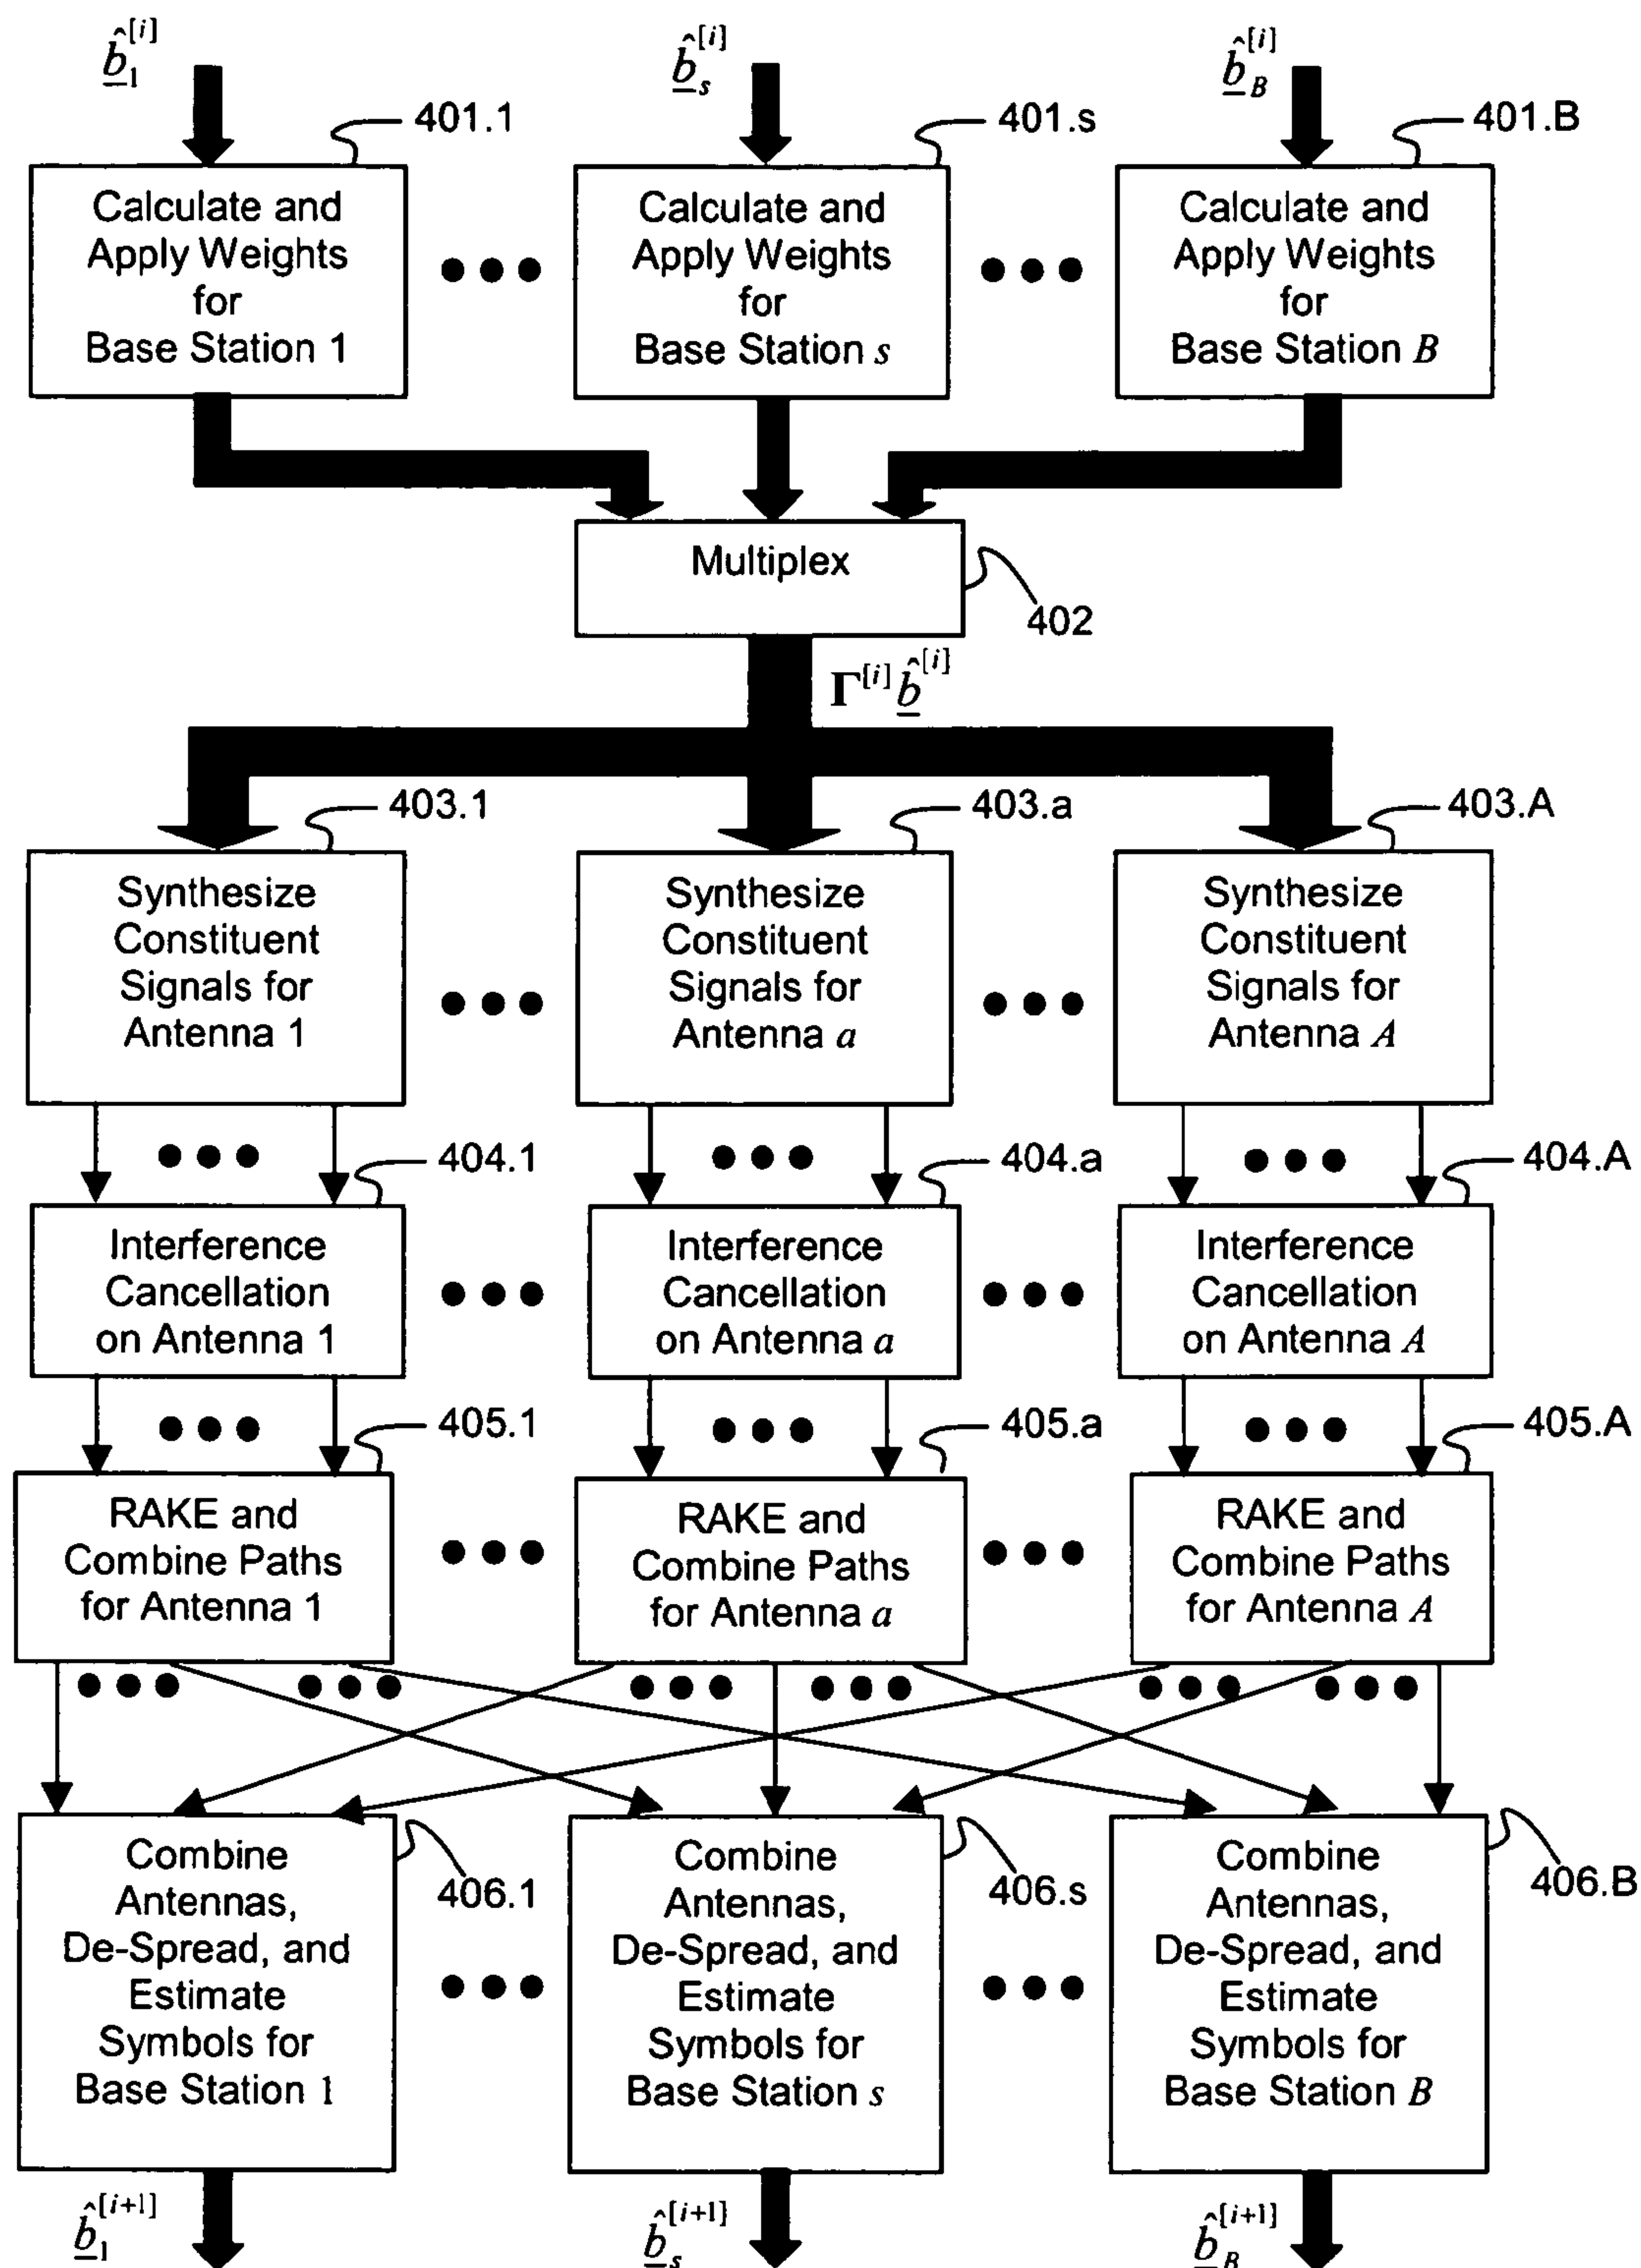 b̲̂₁^[i] b̲̂ₛ^[i] b̲̂_B^[i]
401.1 401.s 401.B
Calculate and
Apply Weights
for
Base Station 1
Calculate and
Apply Weights
for
Base Station s
Calculate and
Apply Weights
for
Base Station B
Multiplex
402
Γ^[i] b̲̂^[i]
403.1 403.a 403.A
Synthesize
Constituent
Signals for
Antenna 1
Synthesize
Constituent
Signals for
Antenna a
Synthesize
Constituent
Signals for
Antenna A
404.1 404.a 404.A
Interference
Cancellation
on Antenna 1
Interference
Cancellation
on Antenna a
Interference
Cancellation
on Antenna A
405.1 405.a 405.A
RAKE and
Combine Paths
for Antenna 1
RAKE and
Combine Paths
for Antenna a
RAKE and
Combine Paths
for Antenna A
406.1 406.s 406.B
Combine
Antennas,
De-Spread, and
Estimate
Symbols for
Base Station 1
Combine
Antennas,
De-Spread, and
Estimate
Symbols for
Base Station s
Combine
Antennas,
De-Spread, and
Estimate
Symbols for
Base Station B
b̲̂₁^[i+1] b̲̂ₛ^[i+1] b̲̂_B^[i+1]